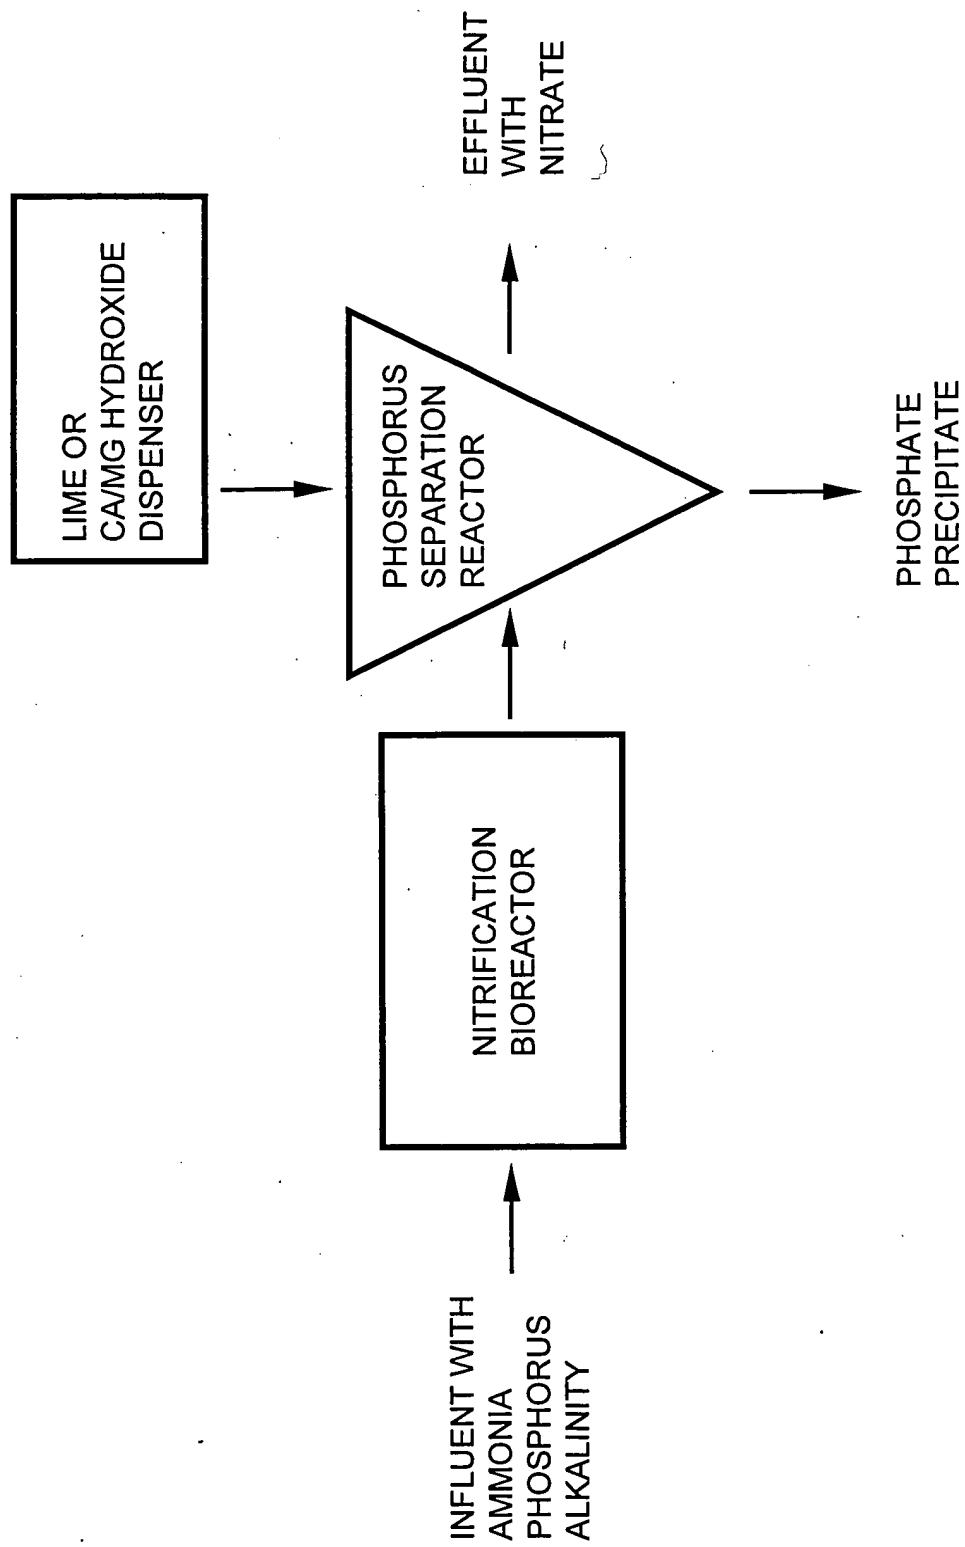 LIME OR
CA/MG HYDROXIDE
DISPENSER
INFLUENT WITH
AMMONIA
PHOSPHORUS
ALKALINITY
NITRIFICATION
BIOREACTOR
PHOSPHORUS
SEPARATION
REACTOR
EFFLUENT
WITH
NITRATE
PHOSPHATE
PRECIPITATE